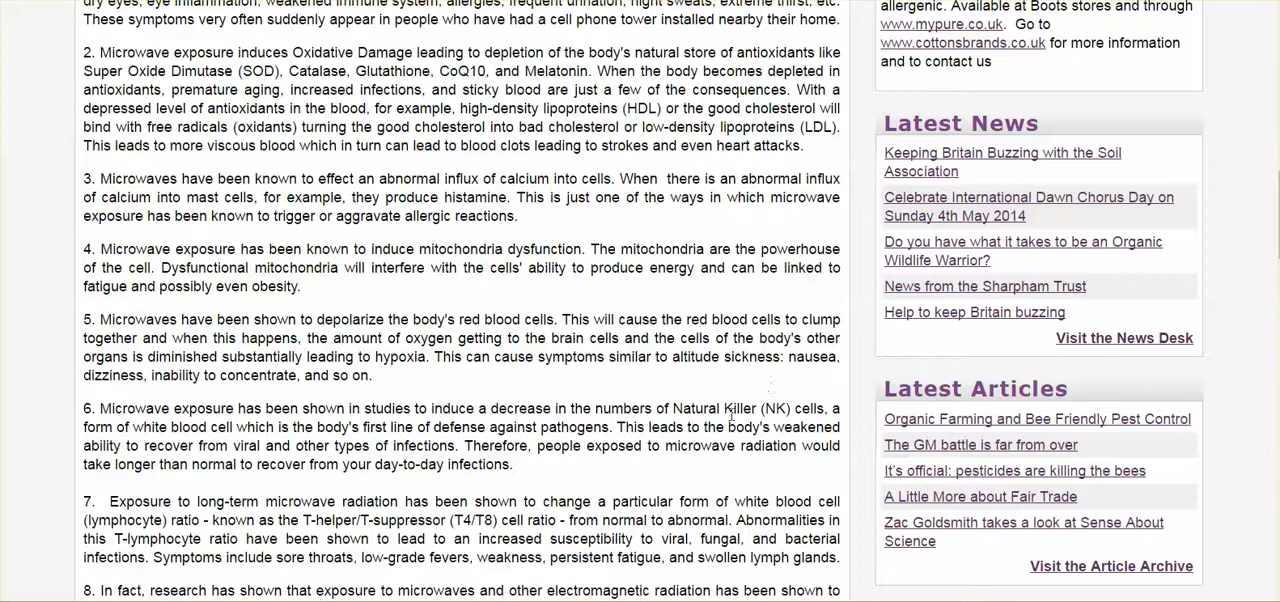 dry eyes, eye inflammation, weakened immune system, allergies, frequent urination, night sweats, extreme thirst, etc.
These symptoms very often suddenly appear in people who have had a cell phone tower installed nearby their home.
2. Microwave exposure induces Oxidative Damage leading to depletion of the body's natural store of antioxidants like
Super Oxide Dimutase (SOD), Catalase, Glutathione, CoQ10, and Melatonin. When the body becomes depleted in
antioxidants, premature aging, increased infections, and sticky blood are just a few of the consequences. With a
depressed level of antioxidants in the blood, for example, high-density lipoproteins (HDL) or the good cholesterol will
bind with free radicals (oxidants) turning the good cholesterol into bad cholesterol or low-density lipoproteins (LDL).
This leads to more viscous blood which in turn can lead to blood clots leading to strokes and even heart attacks.
3. Microwaves have been known to effect an abnormal influx of calcium into cells. When there is an abnormal influx
of calcium into mast cells, for example, they produce histamine. This is just one of the ways in which microwave
exposure has been known to trigger or aggravate allergic reactions.
4. Microwave exposure has been known to induce mitochondria dysfunction. The mitochondria are the powerhouse
of the cell. Dysfunctional mitochondria will interfere with the cells' ability to produce energy and can be linked to
fatigue and possibly even obesity.
5. Microwaves have been shown to depolarize the body's red blood cells. This will cause the red blood cells to clump
together and when this happens, the amount of oxygen getting to the brain cells and the cells of the body's other
organs is diminished substantially leading to hypoxia. This can cause symptoms similar to altitude sickness: nausea,
dizziness, inability to concentrate, and so on.
6. Microwave exposure has been shown in studies to induce a decrease in the numbers of Natural Killer (NK) cells, a
form of white blood cell which is the body's first line of defense against pathogens. This leads to the body's weakened
ability to recover from viral and other types of infections. Therefore, people exposed to microwave radiation would
take longer than normal to recover from your day-to-day infections.
7. Exposure to long-term microwave radiation has been shown to change a particular form of white blood cell
(lymphocyte) ratio - known as the T-helper/T-suppressor (T4/T8) cell ratio - from normal to abnormal. Abnormalities in
this T-lymphocyte ratio have been shown to lead to an increased susceptibility to viral, fungal, and bacterial
infections. Symptoms include sore throats, low-grade fevers, weakness, persistent fatigue, and swollen lymph glands.
8. In fact, research has shown that exposure to microwaves and other electromagnetic radiation has been shown to
allergenic. Available at Boots stores and through
www.mypure.co.uk. Go to
www.cottonsbrands.co.uk for more information
and to contact us
Latest News
Keeping Britain Buzzing with the Soil
Association
Celebrate International Dawn Chorus Day on
Sunday 4th May 2014
Do you have what it takes to be an Organic
Wildlife Warrior?
News from the Sharpham Trust
Help to keep Britain buzzing
Visit the News Desk
Latest Articles
Organic Farming and Bee Friendly Pest Control
The GM battle is far from over
It's official: pesticides are killing the bees
A Little More about Fair Trade
Zac Goldsmith takes a look at Sense About
Science
Visit the Article Archive